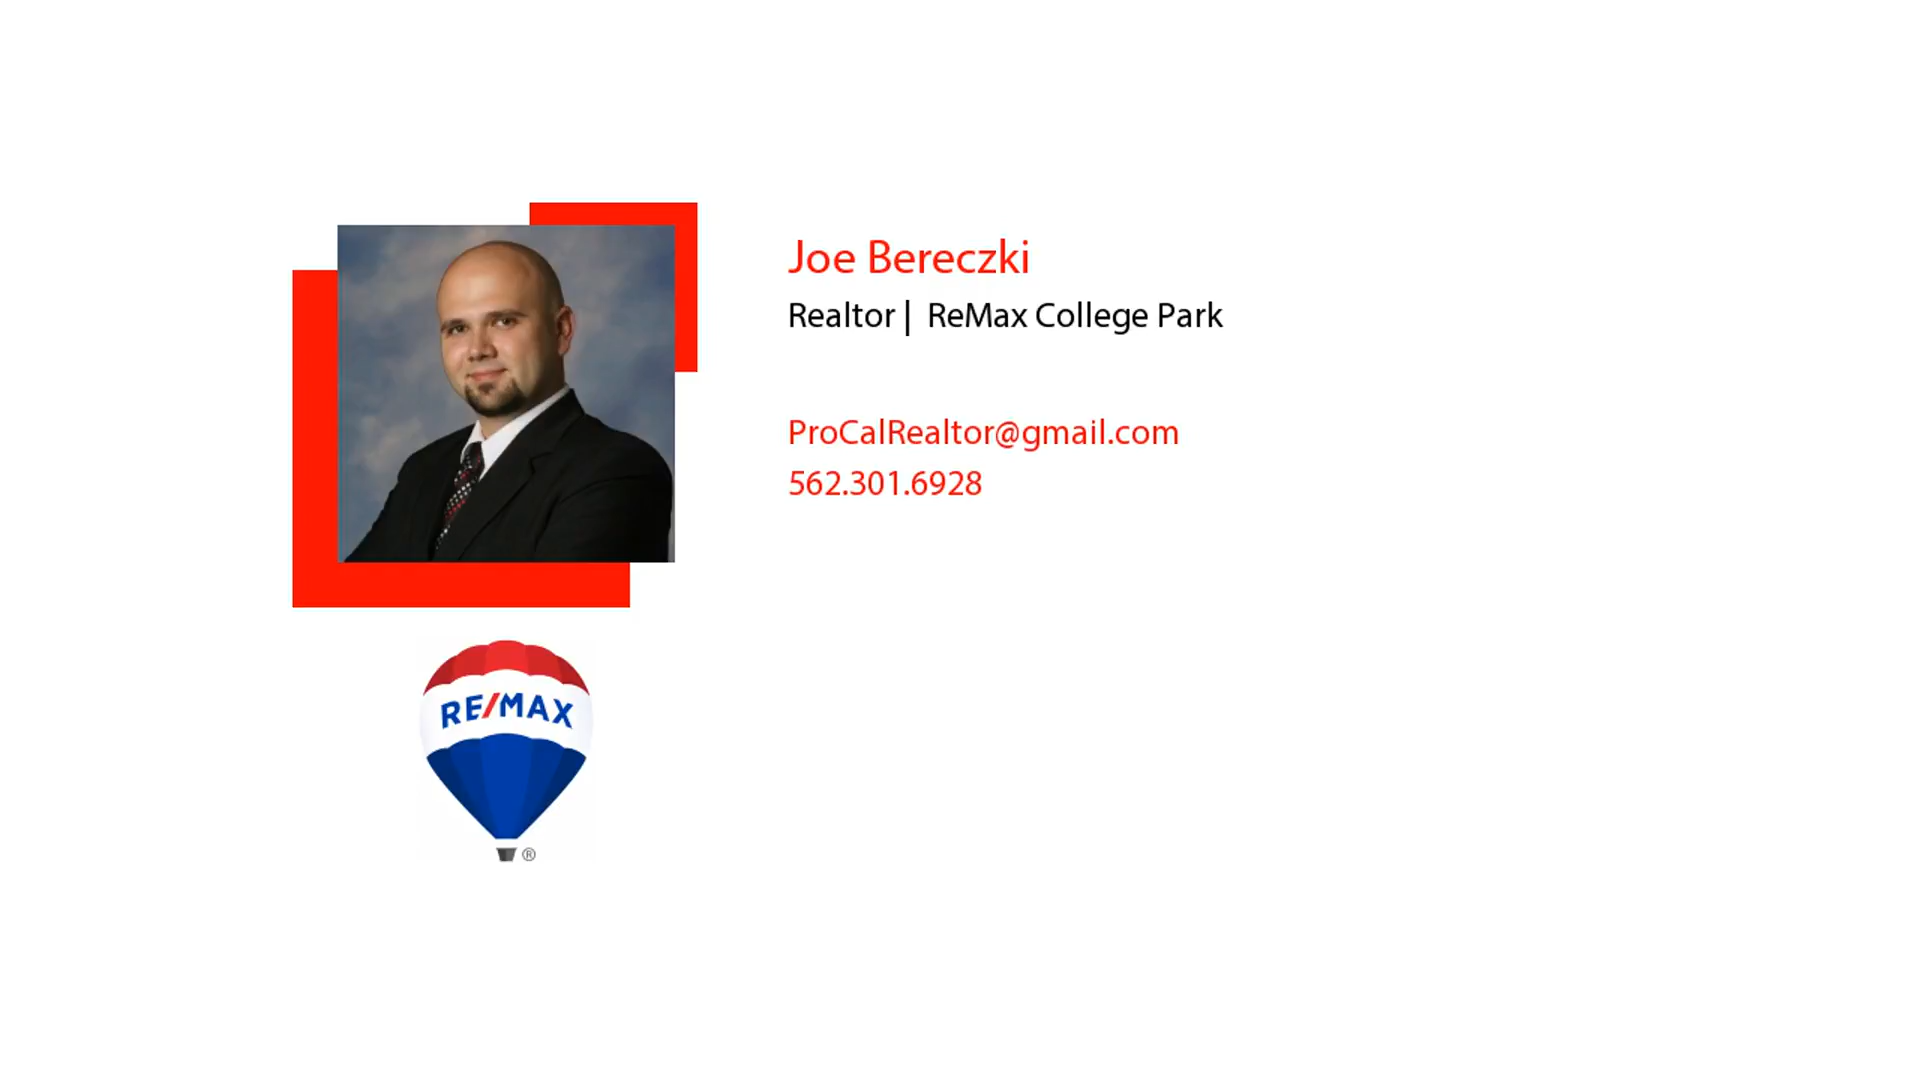 Joe Bereczki
Realtor | ReMax College Park
ProCalRealtor@gmail.com
562.301.6928
RE/MAX
®